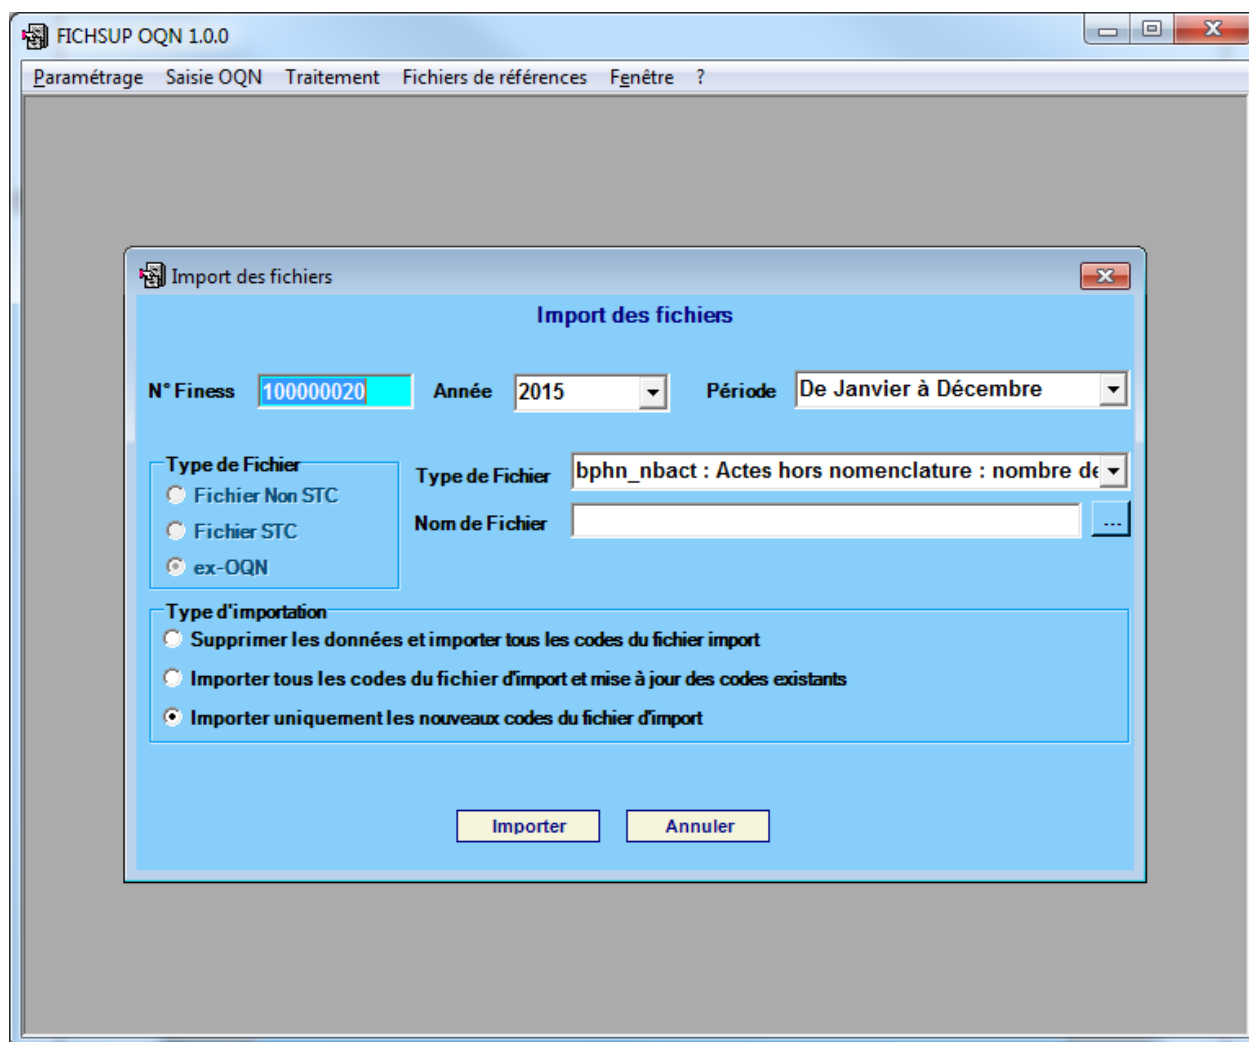 FICHSUP OQN 1.0.0
Paramétrage Saisie OQN Traitement Fichiers de références Fenêtre ?
Import des fichiers
Import des fichiers
N° Finess 100000020 Année 2015 Période De Janvier à Décembre
Type de Fichier
Fichier Non STC
Fichier STC
ex-OQN
Type de Fichier bphn_nbact : Actes hors nomenclature : nombre de
Nom de Fichier ...
Type d'importation
Supprimer les données et importer tous les codes du fichier import
Importer tous les codes du fichier d'import et mise à jour des codes existants
Importer uniquement les nouveaux codes du fichier d'import
Importer Annuler